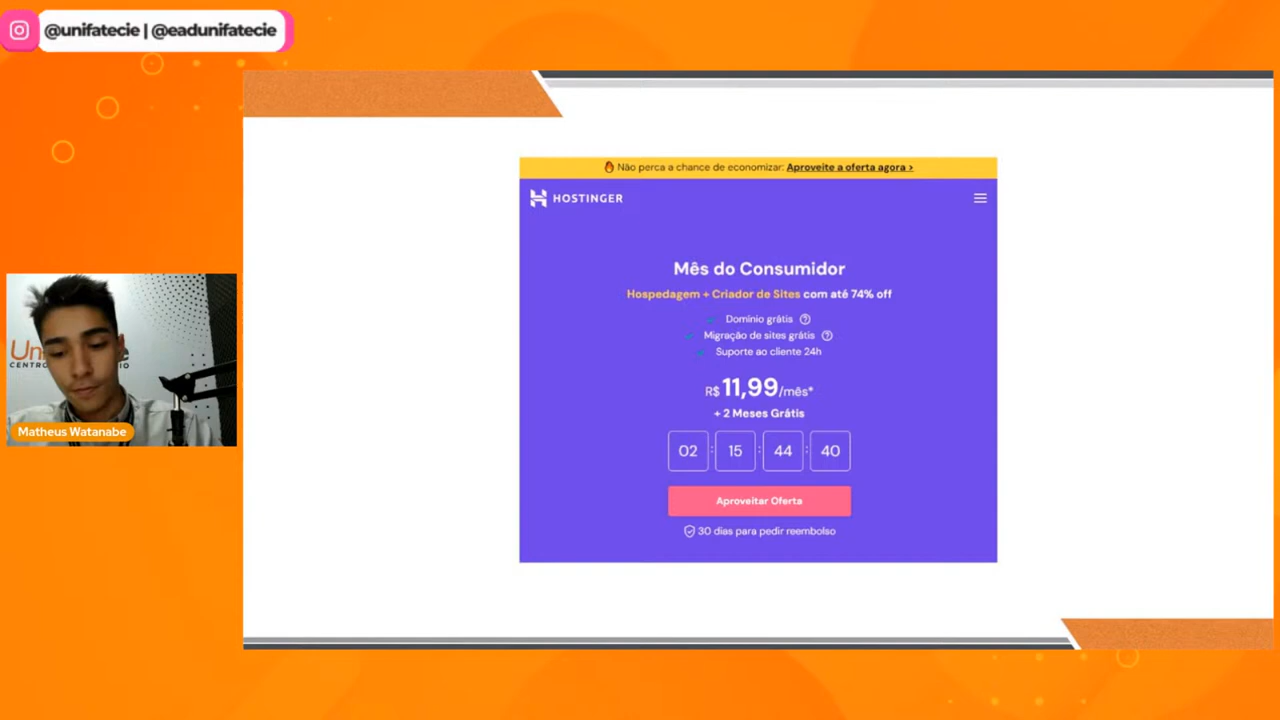 @unifatecie | @eadunifatecie
Não perca a chance de economizar: Aproveite a oferta agora >
HOSTINGER
Mês do Consumidor
Hospedagem + Criador de Sites com até 74% off
Domínio grátis ?
Migração de sites grátis ?
Suporte ao cliente 24h
R$ 11,99/mês*
+ 2 Meses Grátis
02 : 15 : 44 : 40
Aproveitar Oferta
30 dias para pedir reembolso
Matheus Watanabe